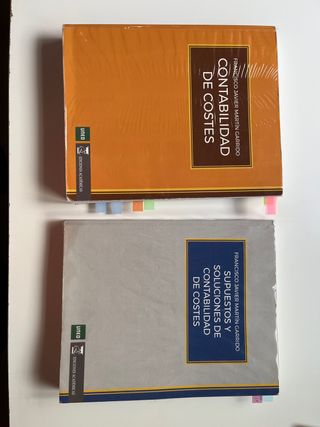 FRANCISCO JAVIER MARTÍN GARRIDO
CONTABILIDAD
DE COSTES
UNED
EDICIONES ACADÉMICAS
FRANCISCO JAVIER MARTÍN GARRIDO
SUPUESTOS Y
SOLUCIONES DE
CONTABILIDAD
DE COSTES
UNED
EDICIONES ACADÉMICAS